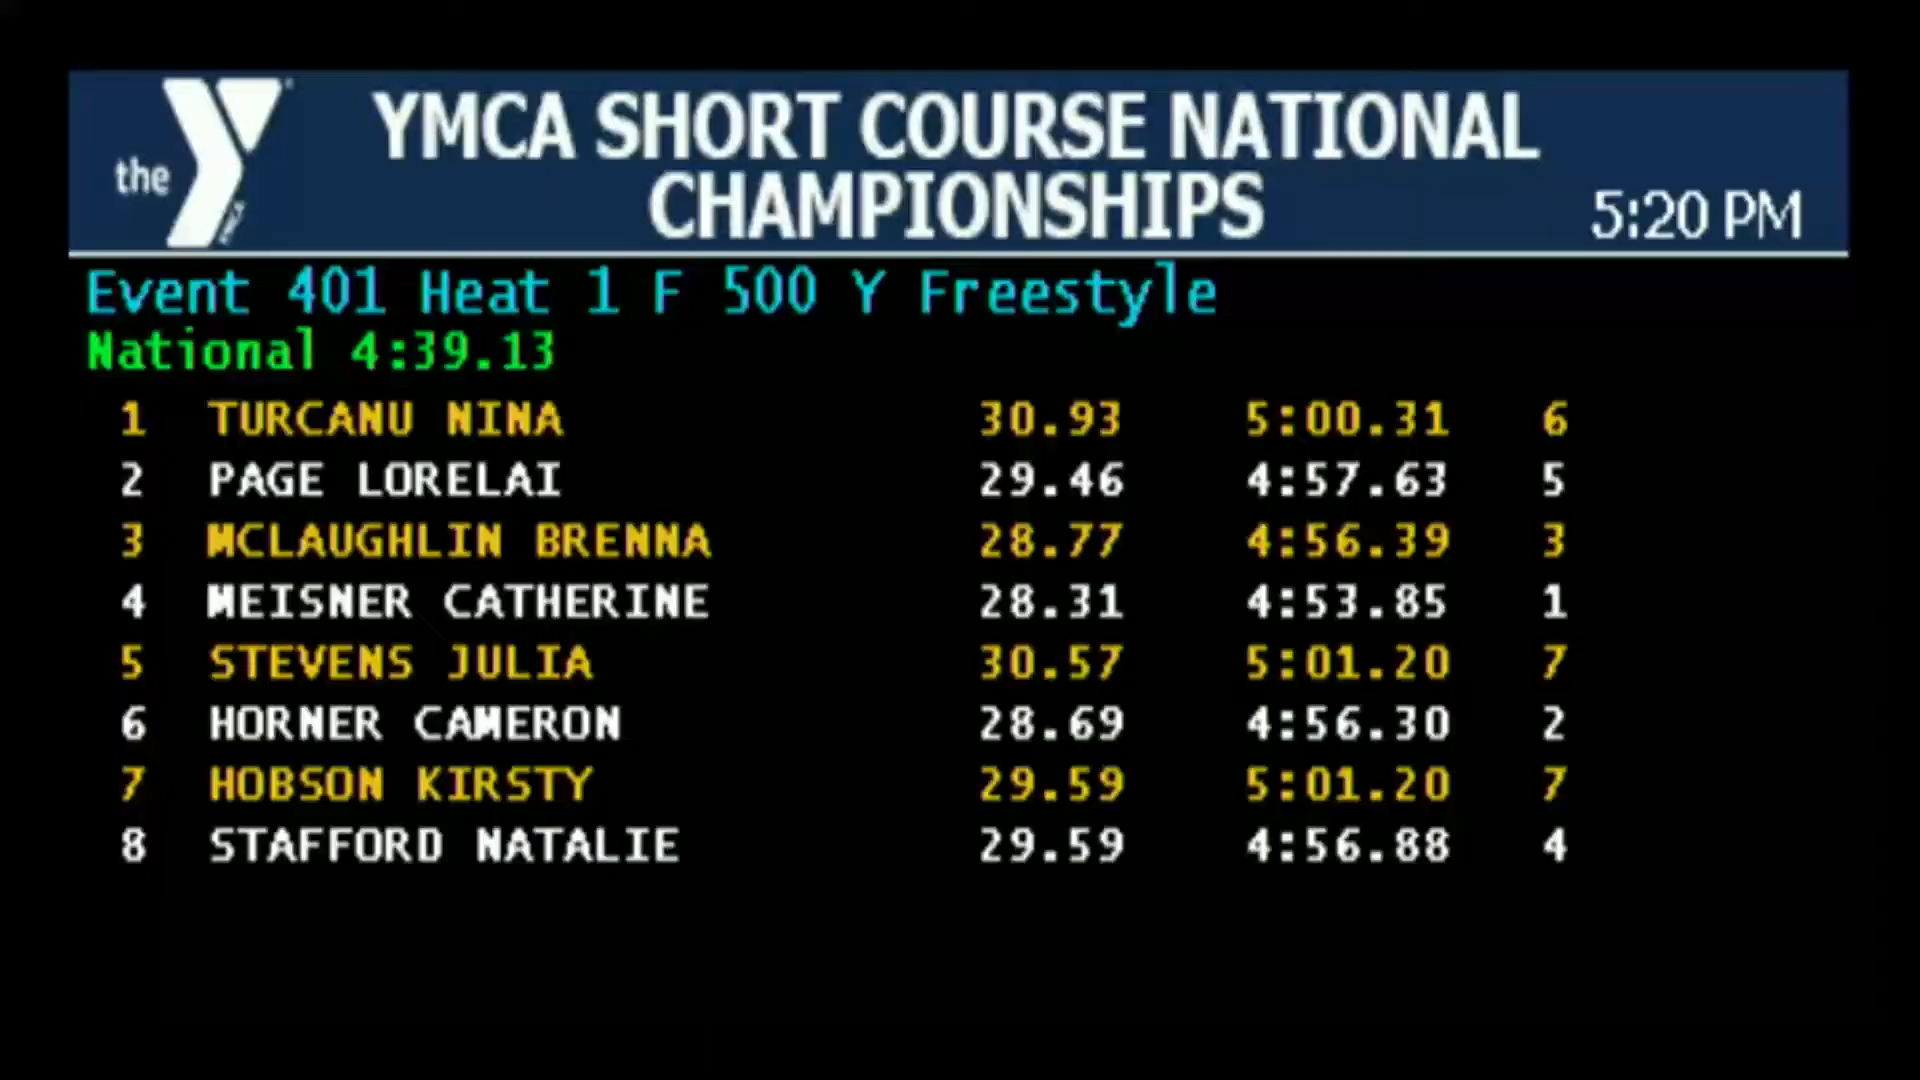 the
YMCA SHORT COURSE NATIONAL
CHAMPIONSHIPS
5:20 PM
Event 401 Heat 1 F 500 Y Freestyle
National 4:39.13
1 TURCANU NINA 30.93 5:00.31 6
2 PAGE LORELAI 29.46 4:57.63 5
3 MCLAUGHLIN BRENNA 28.77 4:56.39 3
4 MEISNER CATHERINE 28.31 4:53.85 1
5 STEVENS JULIA 30.57 5:01.20 7
6 HORNER CAMERON 28.69 4:56.30 2
7 HOBSON KIRSTY 29.59 5:01.20 7
8 STAFFORD NATALIE 29.59 4:56.88 4